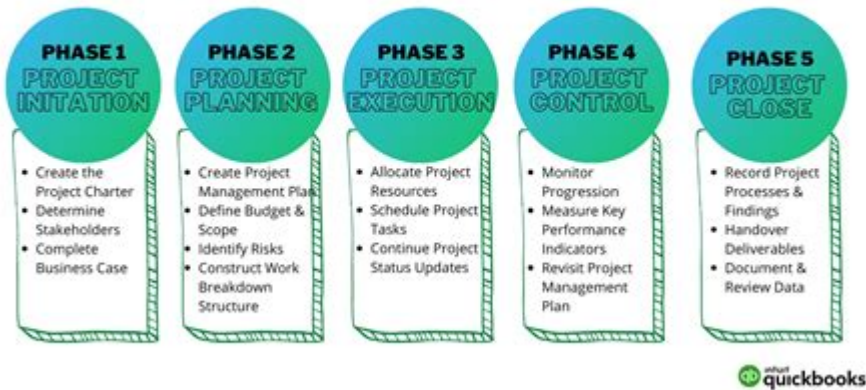 PHASE 1
PROJECT
INITATION
• Create the
Project Charter
• Determine
Stakeholders
• Complete
Business Case
PHASE 2
PROJECT
PLANNING
• Create Project
Management Plan
• Define Budget &
Scope
• Identify Risks
• Construct Work
Breakdown
Structure
PHASE 3
PROJECT
EXECUTION
• Allocate Project
Resources
• Schedule Project
Tasks
• Continue Project
Status Updates
PHASE 4
PROJECT
CONTROL
• Monitor
Progression
• Measure Key
Performance
Indicators
• Revisit Project
Management
Plan
PHASE 5
PROJECT
CLOSE
• Record Project
Processes &
Findings
• Handover
Deliverables
• Document &
Review Data
intuit
quickbooks